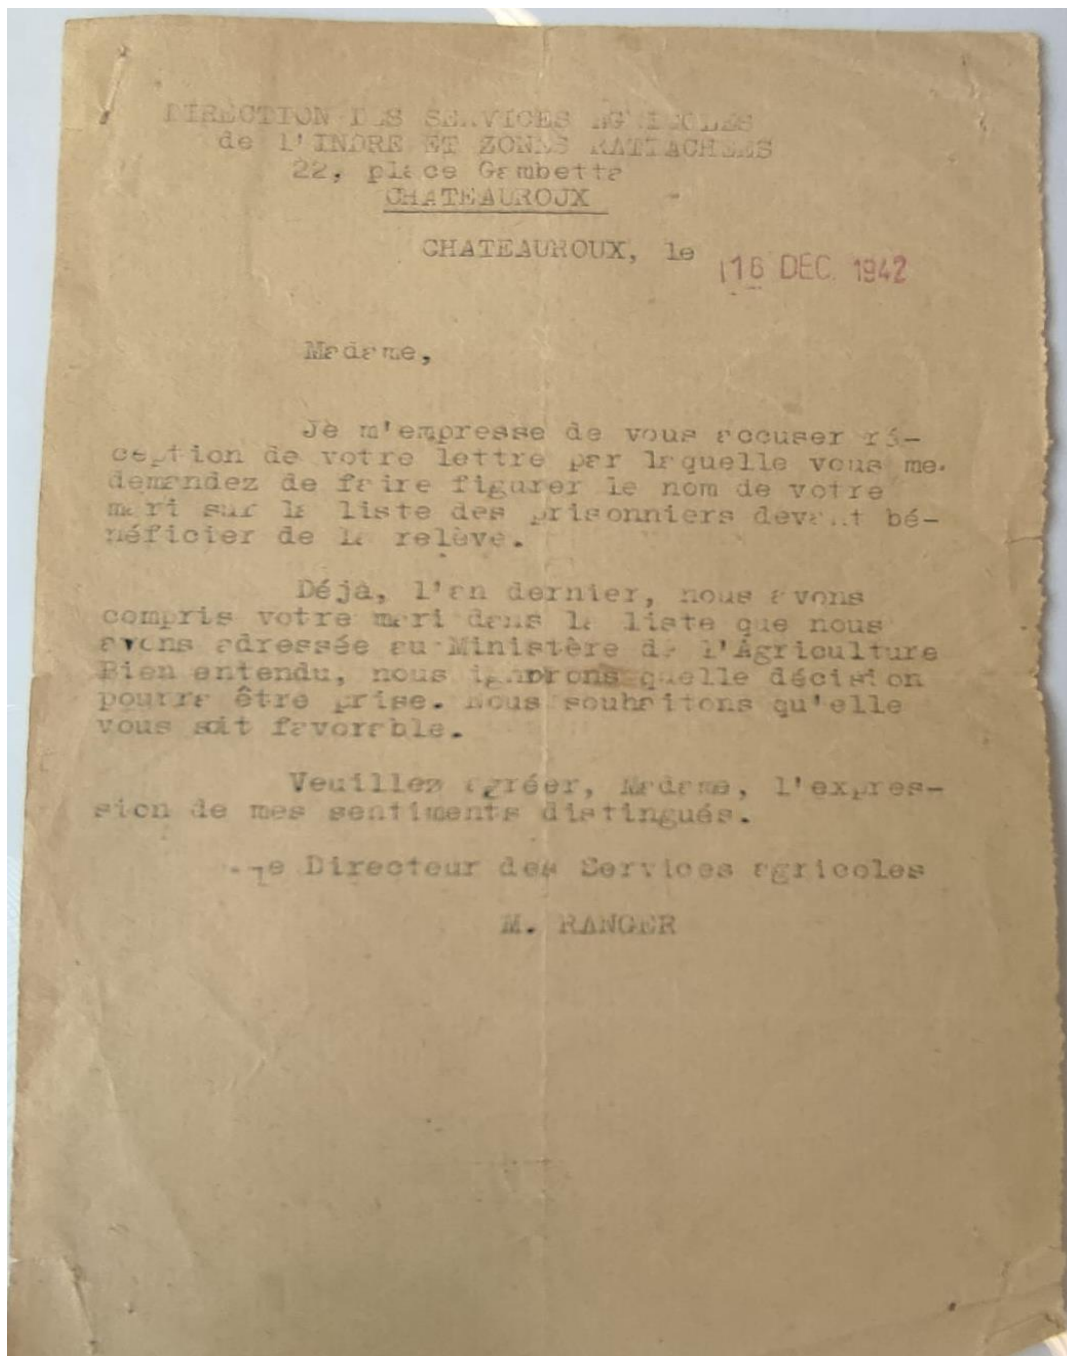 DIRECTION DES SERVICES AGRICOLES
de l'INDRE ET ZONES RATTACHEES
22, place Gambetta
CHATEAUROUX
CHATEAUROUX, le
16 DEC. 1942
Madame,
Je m'empresse de vous accuser ré-
ception de votre lettre par laquelle vous me
demandez de faire figurer le nom de votre
mari sur la liste des prisonniers devant bé-
néficier de la relève.
Déjà, l'an dernier, nous avons
compris votre mari dans la liste que nous
avons adressée au Ministère de l'Agriculture
Bien entendu, nous ignorons quelle décision
pourra être prise. Nous souhaitons qu'elle
vous soit favorable.
Veuillez agréer, Madame, l'expres-
sion de mes sentiments distingués.
Le Directeur des Services agricoles
M. RANGER